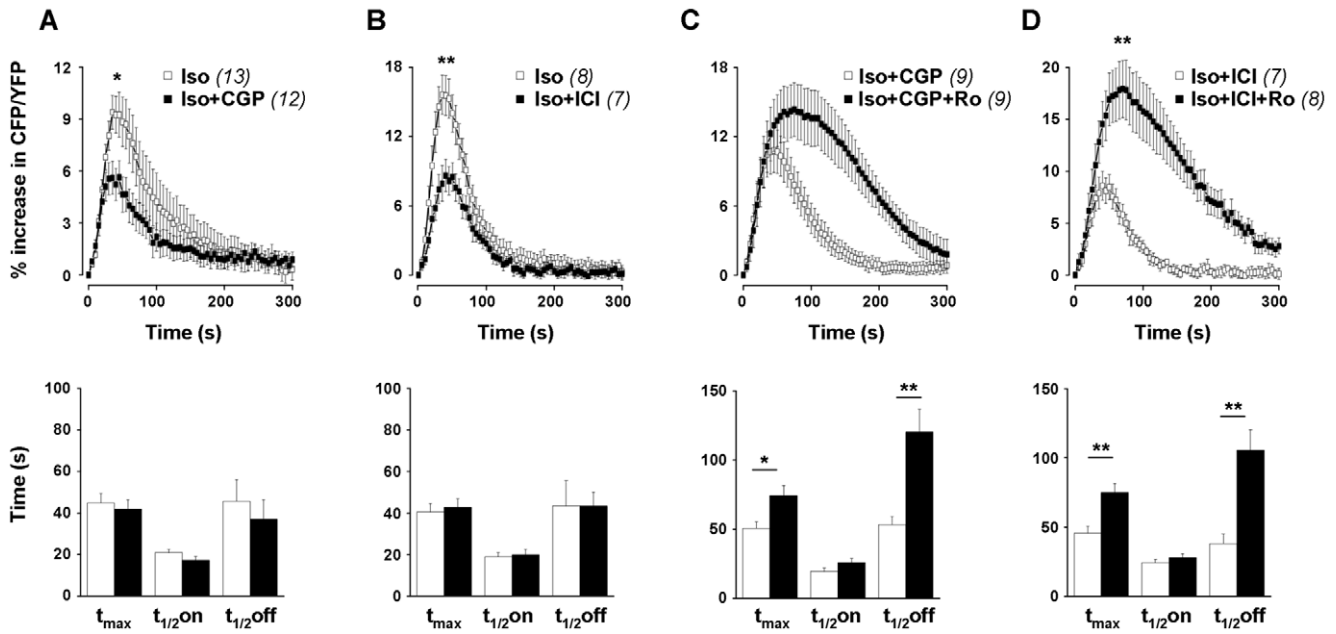 A
% increase in CFP/YFP
12
9
6
3
0
*
Iso (13)
Iso+CGP (12)
0 100 200 300
Time (s)
B
18
12
6
0
**
Iso (8)
Iso+ICI (7)
0 100 200 300
Time (s)
C
18
12
6
0
Iso+CGP (9)
Iso+CGP+Ro (9)
0 100 200 300
Time (s)
D
20
15
10
5
0
**
Iso+ICI (7)
Iso+ICI+Ro (8)
0 100 200 300
Time (s)
Time (s)
100
80
60
40
20
0
tmax t1/2on t1/2off
100
80
60
40
20
0
tmax t1/2on t1/2off
150
100
50
0
*
**
tmax t1/2on t1/2off
150
100
50
0
**
**
tmax t1/2on t1/2off